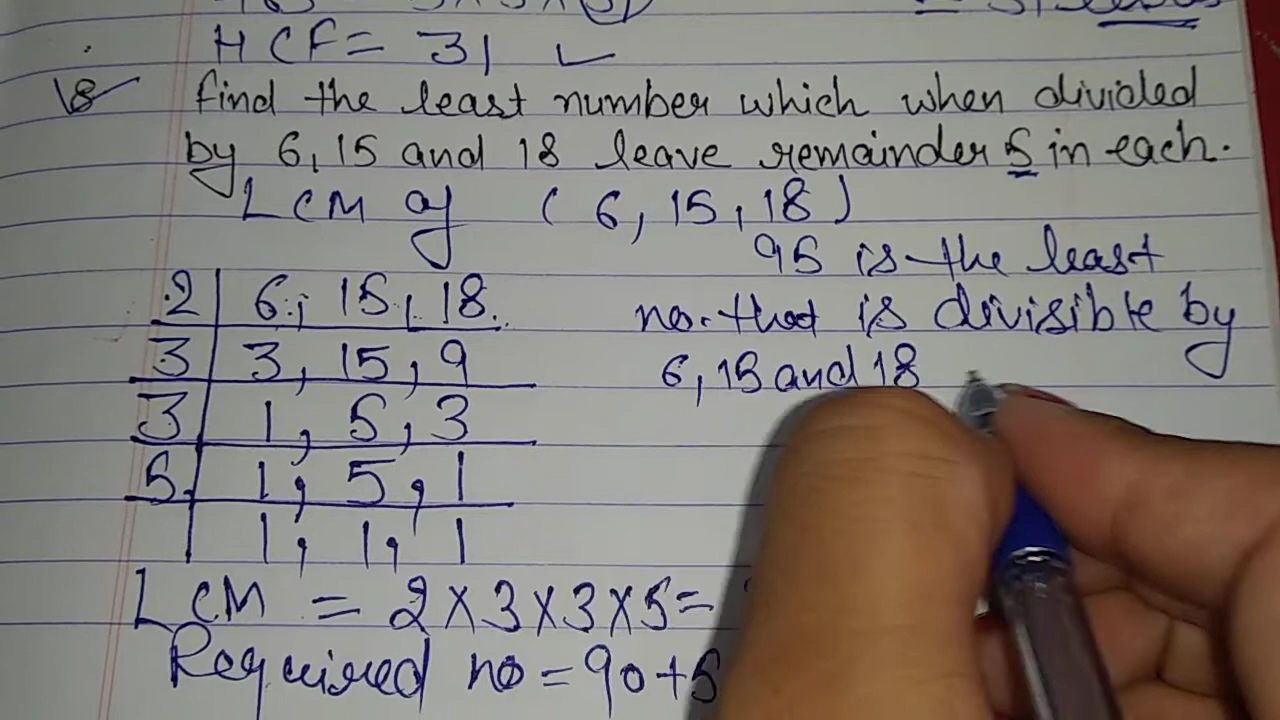 HCF = 31 ✓
18 find the least number which when divided
by 6, 15 and 18 leave remainder 5 in each.
LCM of (6, 15, 18)
2 | 6, 15, 18
3 | 3, 15, 9
3 | 1, 5, 3
5 | 1, 5, 1
| 1, 1, 1
LCM = 2×3×3×5=
Required no = 90+5
95 is the least
no. that is divisible by
6, 15 and 18